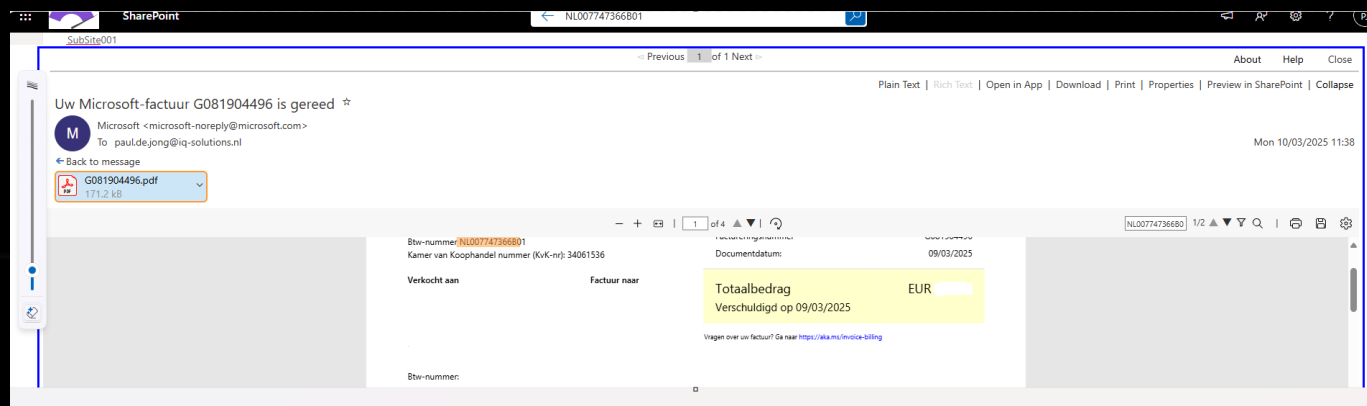 SharePoint
NL007747366B01
?
SubSite001
Previous 1 of 1 Next
About Help Close
Plain Text | Rich Text | Open in App | Download | Print | Properties | Preview in SharePoint | Collapse
Uw Microsoft-factuur G081904496 is gereed
M
Microsoft <microsoft-noreply@microsoft.com>
To paul.de.jong@iq-solutions.nl
Mon 10/03/2025 11:38
Back to message
PDF
G081904496.pdf
171.2 kB
1 of 4
NL007747366B0 1/2
Btw-nummer NL007747366B01
Kamer van Koophandel nummer (KvK-nr): 34061536
Documentdatum: 09/03/2025
Verkocht aan Factuur naar
Totaalbedrag EUR
Verschuldigd op 09/03/2025
Vragen over uw factuur? Ga naar https://aka.ms/invoice-billing
Btw-nummer: